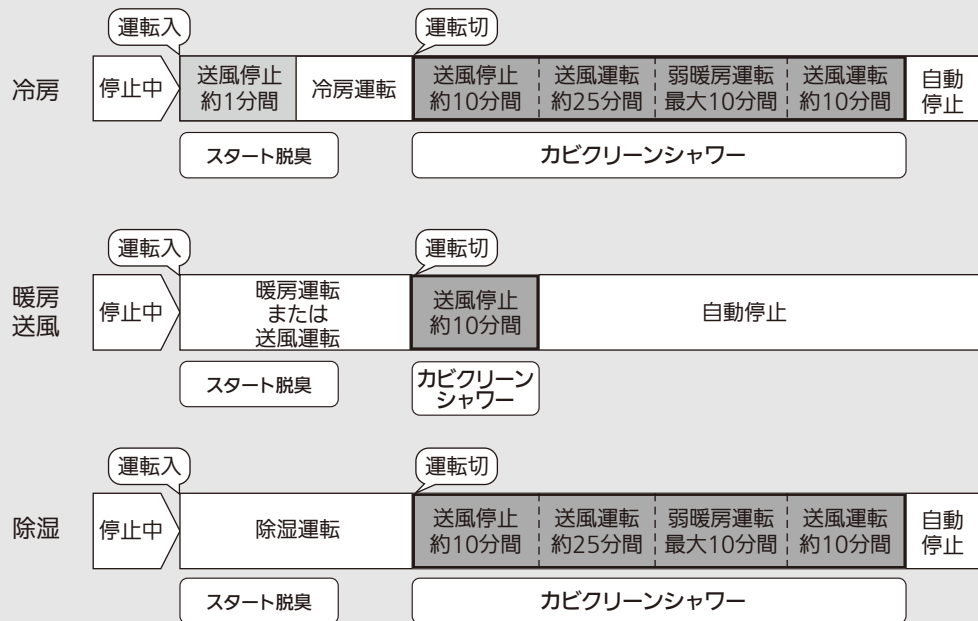 運転入
運転切
冷房
停止中
送風停止
約1分間
冷房運転
送風停止
約10分間
送風運転
約25分間
弱暖房運転
最大10分間
送風運転
約10分間
自動
停止
スタート脱臭
カビクリーンシャワー
運転入
運転切
暖房
送風
停止中
暖房運転
または
送風運転
送風停止
約10分間
自動停止
スタート脱臭
カビクリーン
シャワー
運転入
運転切
除湿
停止中
除湿運転
送風停止
約10分間
送風運転
約25分間
弱暖房運転
最大10分間
送風運転
約10分間
自動
停止
スタート脱臭
カビクリーンシャワー